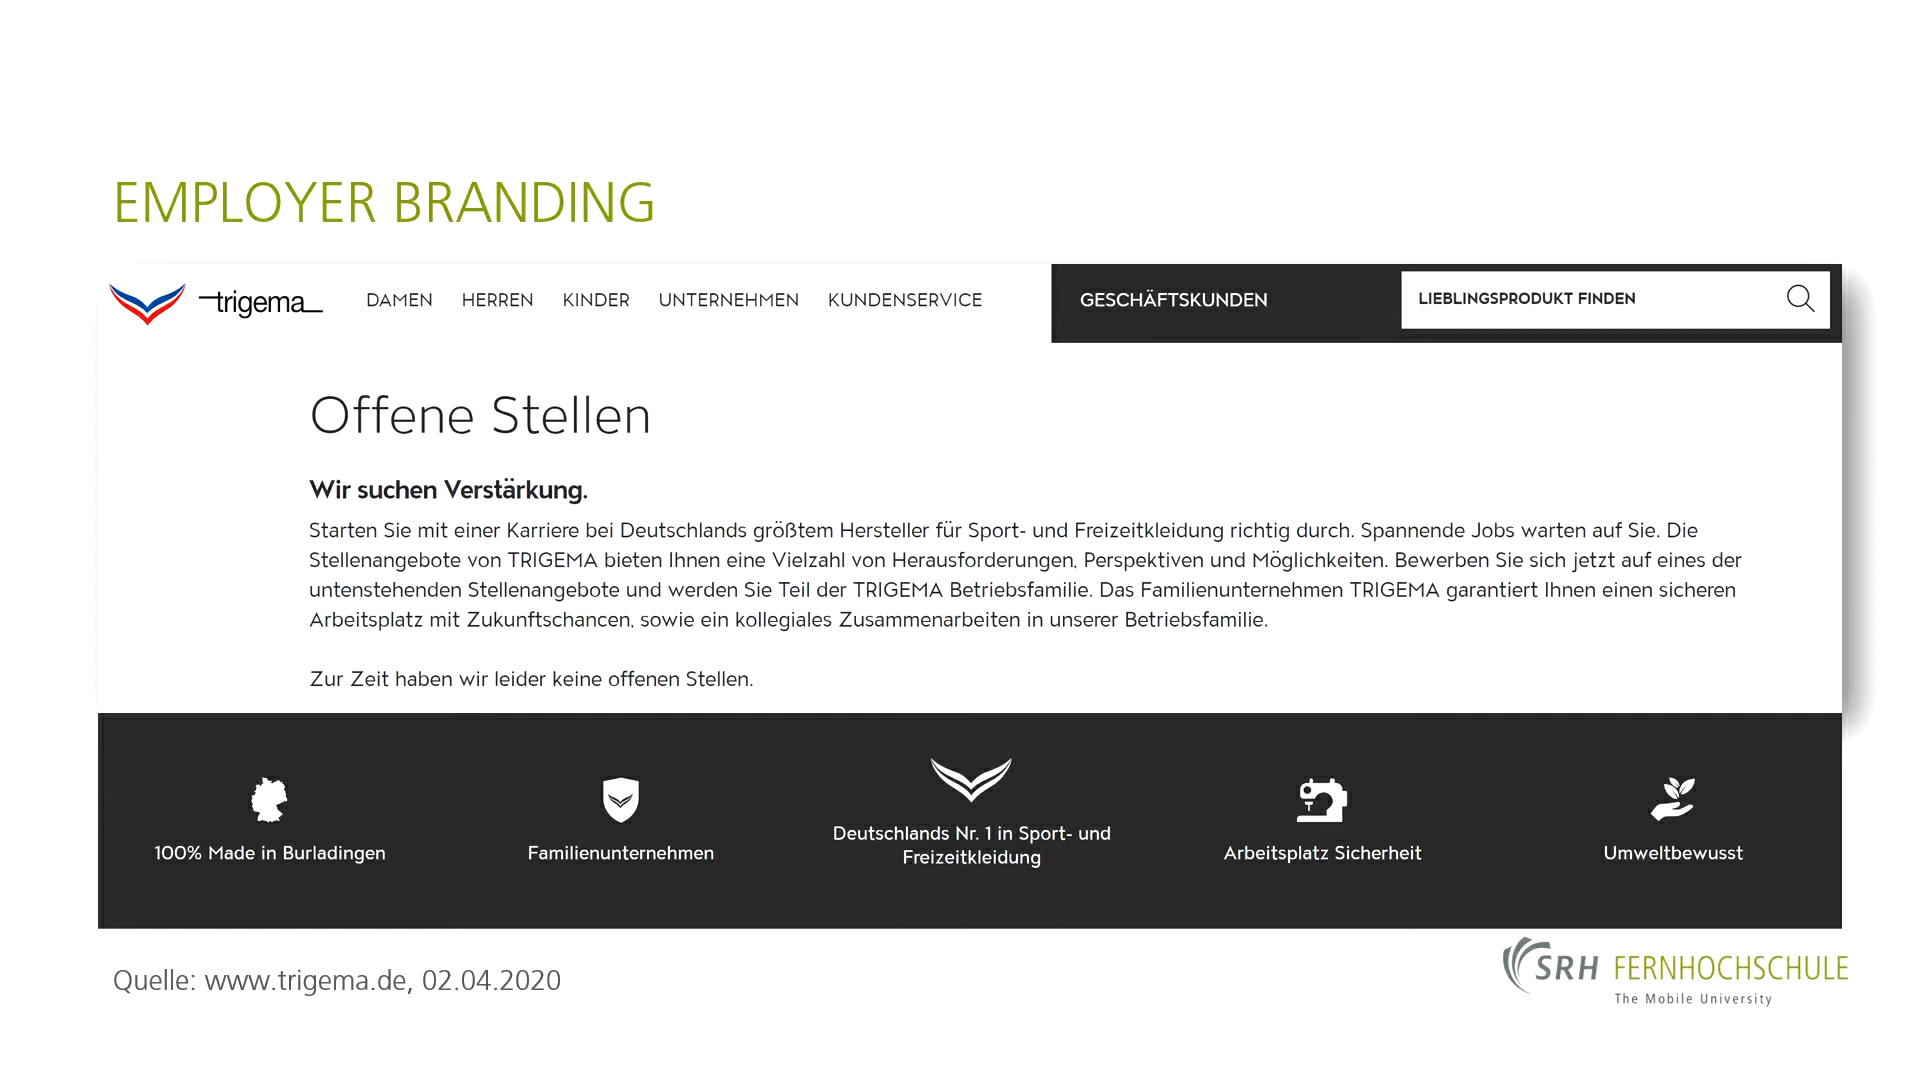 EMPLOYER BRANDING
trigema DAMEN HERREN KINDER UNTERNEHMEN KUNDENSERVICE GESCHÄFTSKUNDEN LIEBLINGSPRODUKT FINDEN
Offene Stellen
Wir suchen Verstärkung.
Starten Sie mit einer Karriere bei Deutschlands größtem Hersteller für Sport- und Freizeitkleidung richtig durch. Spannende Jobs warten auf Sie. Die
Stellenangebote von TRIGEMA bieten Ihnen eine Vielzahl von Herausforderungen, Perspektiven und Möglichkeiten. Bewerben Sie sich jetzt auf eines der
untenstehenden Stellenangebote und werden Sie Teil der TRIGEMA Betriebsfamilie. Das Familienunternehmen TRIGEMA garantiert Ihnen einen sicheren
Arbeitsplatz mit Zukunftschancen, sowie ein kollegiales Zusammenarbeiten in unserer Betriebsfamilie.
Zur Zeit haben wir leider keine offenen Stellen.
100% Made in Burladingen
Familienunternehmen
Deutschlands Nr. 1 in Sport- und
Freizeitkleidung
Arbeitsplatz Sicherheit
Umweltbewusst
Quelle: www.trigema.de, 02.04.2020
SRH FERNHOCHSCHULE
The Mobile University